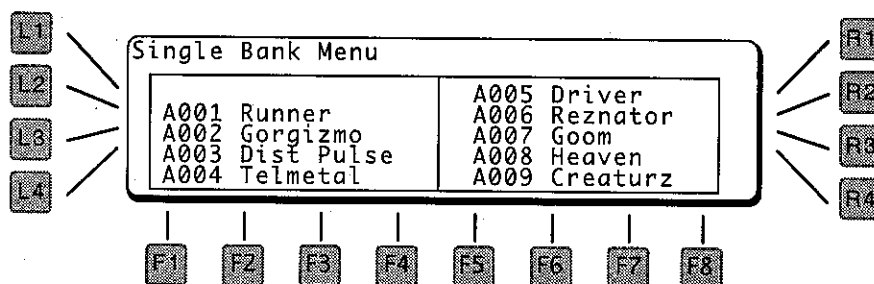 L1
L2
L3
L4
Single Bank Menu
A001 Runner
A002 Gorgizmo
A003 Dist Pulse
A004 Telmetal
A005 Driver
A006 Reznator
A007 Goom
A008 Heaven
A009 Creaturz
R1
R2
R3
R4
F1 F2 F3 F4 F5 F6 F7 F8